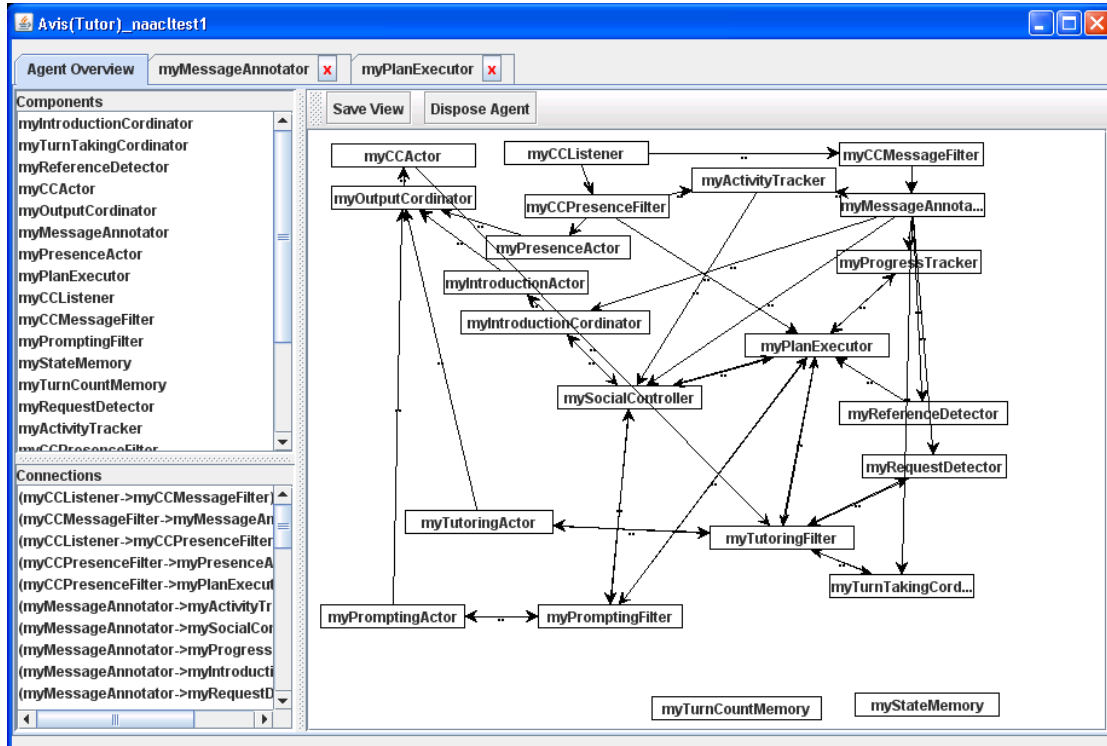 Avis(Tutor)_naacltest1
Agent Overview
myMessageAnnotator x
myPlanExecutor x
Components
myIntroductionCordinator
myTurnTakingCordinator
myReferenceDetector
myCCActor
myOutputCordinator
myMessageAnnotator
myPresenceActor
myPlanExecutor
myCCListener
myCCMessageFilter
myPromptingFilter
myStateMemory
myTurnCountMemory
myRequestDetector
myActivityTracker
myCCPresenceFilter
Connections
(myCCListener->myCCMessageFilter)
(myCCMessageFilter->myMessageAn
(myCCListener->myCCPresenceFilter
(myCCPresenceFilter->myPresenceA
(myCCPresenceFilter->myPlanExecut
(myMessageAnnotator->myActivityTr
(myMessageAnnotator->mySocialCor
(myMessageAnnotator->myProgress
(myMessageAnnotator->myIntroducti
(myMessageAnnotator->myRequestD
Save View
Dispose Agent
myCCActor
myCCListener
myCCMessageFilter
myActivityTracker
myOutputCordinator
myCCPresenceFilter
myMessageAnnota...
myPresenceActor
myProgressTracker
myIntroductionActor
myIntroductionCordinator
myPlanExecutor
mySocialController
myReferenceDetector
myRequestDetector
myTutoringActor
myTutoringFilter
myTurnTakingCord...
myPromptingActor
myPromptingFilter
myTurnCountMemory
myStateMemory